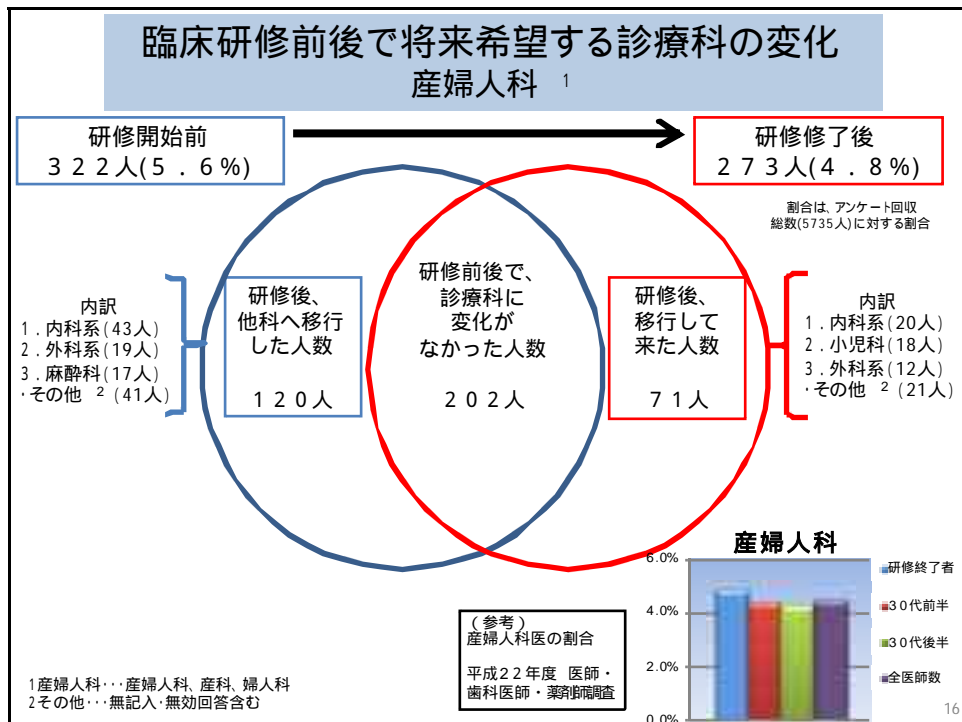 臨床研修前後で将来希望する診療科の変化
産婦人科 1
研修開始前
322人(5.6%)
研修修了後
273人(4.8%)
割合は、アンケート回収
総数(5735人)に対する割合
内訳
1.内科系(43人)
2.外科系(19人)
3.麻酔科(17人)
・その他 2 (41人)
研修後、
他科へ移行
した人数
120人
研修前後で、
診療科に
変化が
なかった人数
202人
研修後、
移行して
来た人数
71人
内訳
1.内科系(20人)
2.小児科(18人)
3.外科系(12人)
・その他 2 (21人)
産婦人科
6.0%
4.0%
2.0%
0.0%
研修終了者
30代前半
30代後半
全医師数
(参考)
産婦人科医の割合
平成22年度 医師・
歯科医師・薬剤師調査
1産婦人科・・・産婦人科、産科、婦人科
2その他・・・無記入・無効回答含む
16